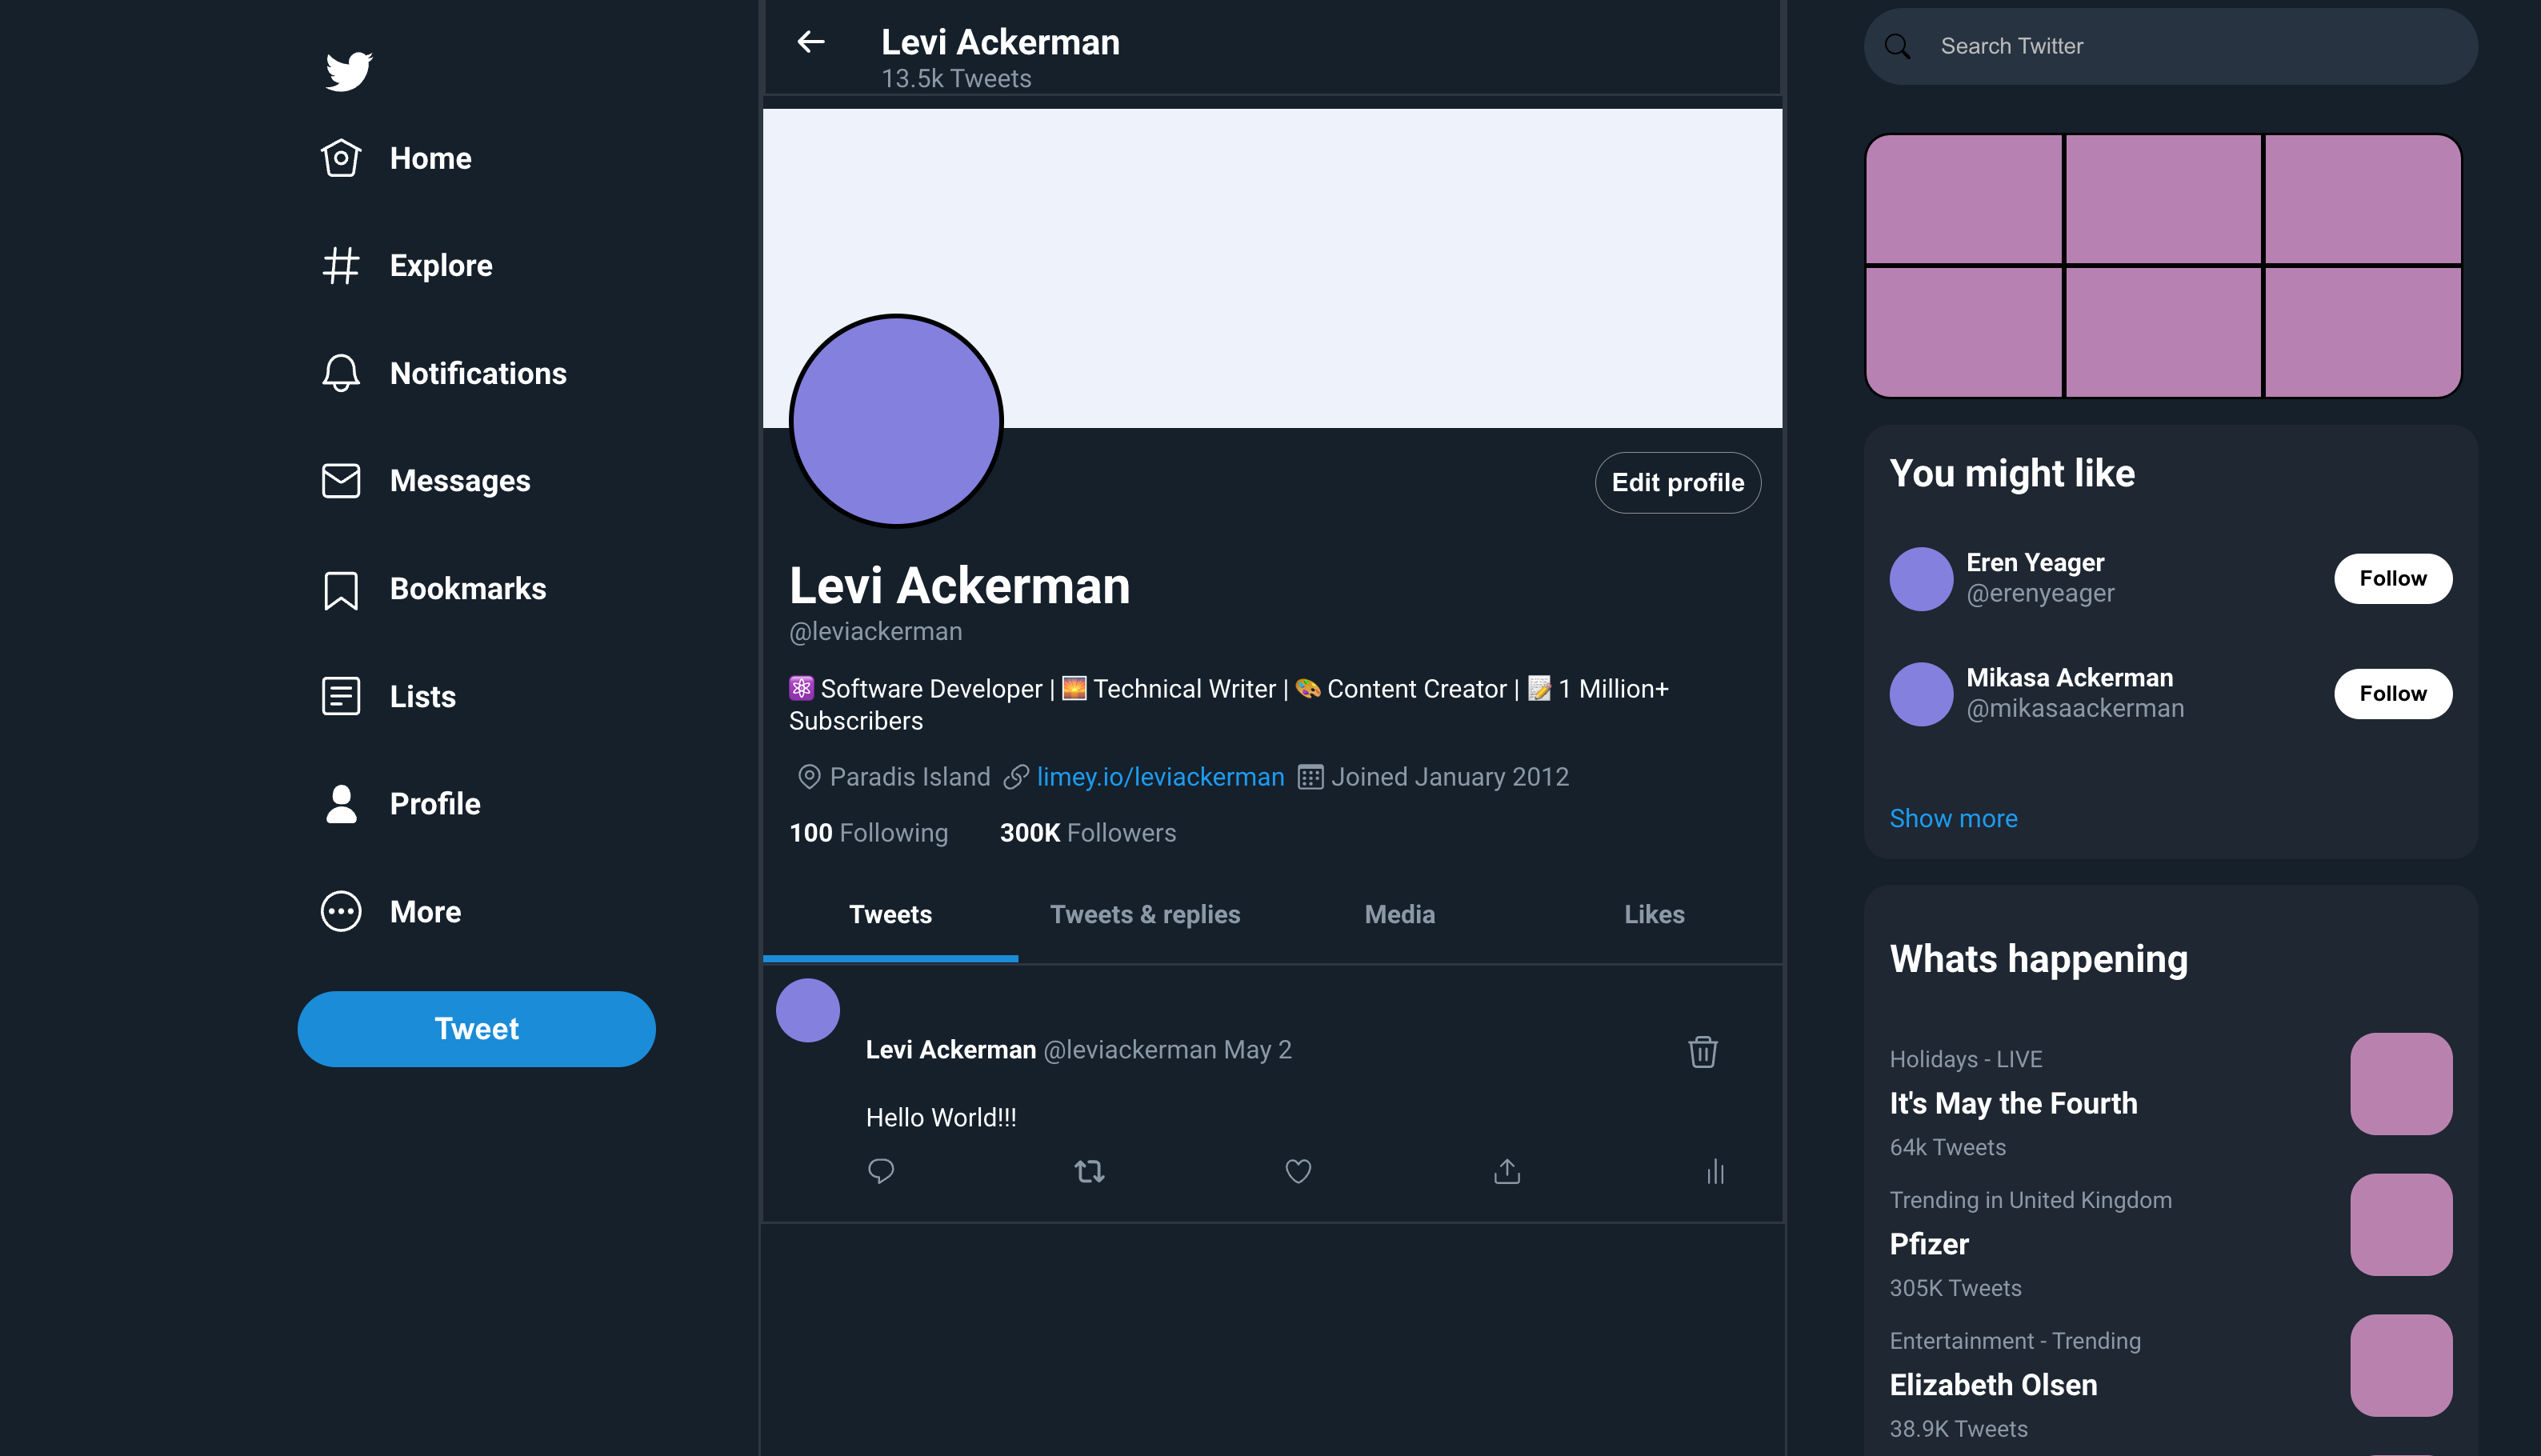 Home
Explore
Notifications
Messages
Bookmarks
Lists
Profile
More
Tweet
Levi Ackerman
13.5k Tweets
Edit profile
Levi Ackerman
@leviackerman
⚛️ Software Developer | 🌅 Technical Writer | 🎨 Content Creator | 📝 1 Million+
Subscribers
Paradis Island limey.io/leviackerman Joined January 2012
100 Following 300K Followers
Tweets Tweets & replies Media Likes
Levi Ackerman @leviackerman May 2
Hello World!!!
Search Twitter
You might like
Eren Yeager
@erenyeager
Follow
Mikasa Ackerman
@mikasaackerman
Follow
Show more
Whats happening
Holidays - LIVE
It's May the Fourth
64k Tweets
Trending in United Kingdom
Pfizer
305K Tweets
Entertainment - Trending
Elizabeth Olsen
38.9K Tweets